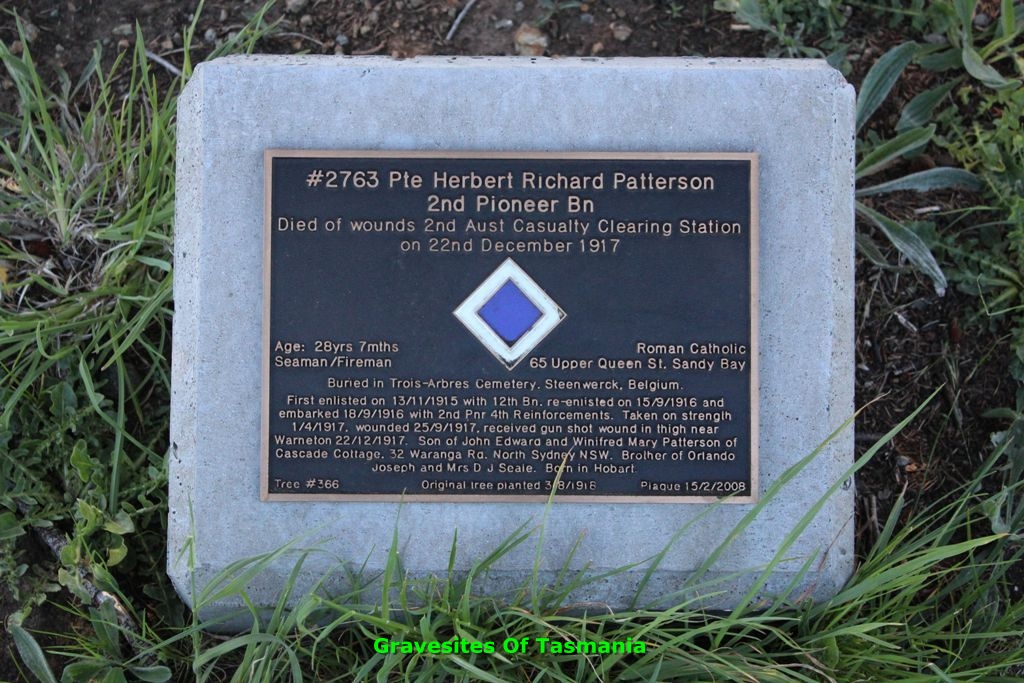 #2763 Pte Herbert Richard Patterson
2nd Pioneer Bn
Died of wounds 2nd Aust Casualty Clearing Station
on 22nd December 1917
Age: 28yrs 7mths
Seaman/Fireman
Roman Catholic
65 Upper Queen St. Sandy Bay
Buried in Trois-Arbres Cemetery, Steenwerck, Belgium.
First enlisted on 13/11/1915 with 12th Bn, re-enlisted on 15/9/1916 and
embarked 18/9/1916 with 2nd Pnr 4th Reinforcements. Taken on strength
1/4/1917, wounded 25/9/1917, received gun shot wound in thigh near
Warneton 22/12/1917. Son of John Edward and Winifred Mary Patterson of
Cascade Cottage, 32 Waranga Rd, North Sydney NSW. Brother of Orlando
Joseph and Mrs D J Seale. Born in Hobart.
Tree #366
Original tree planted 3/8/1918
Plaque 15/2/2008
Gravesites Of Tasmania